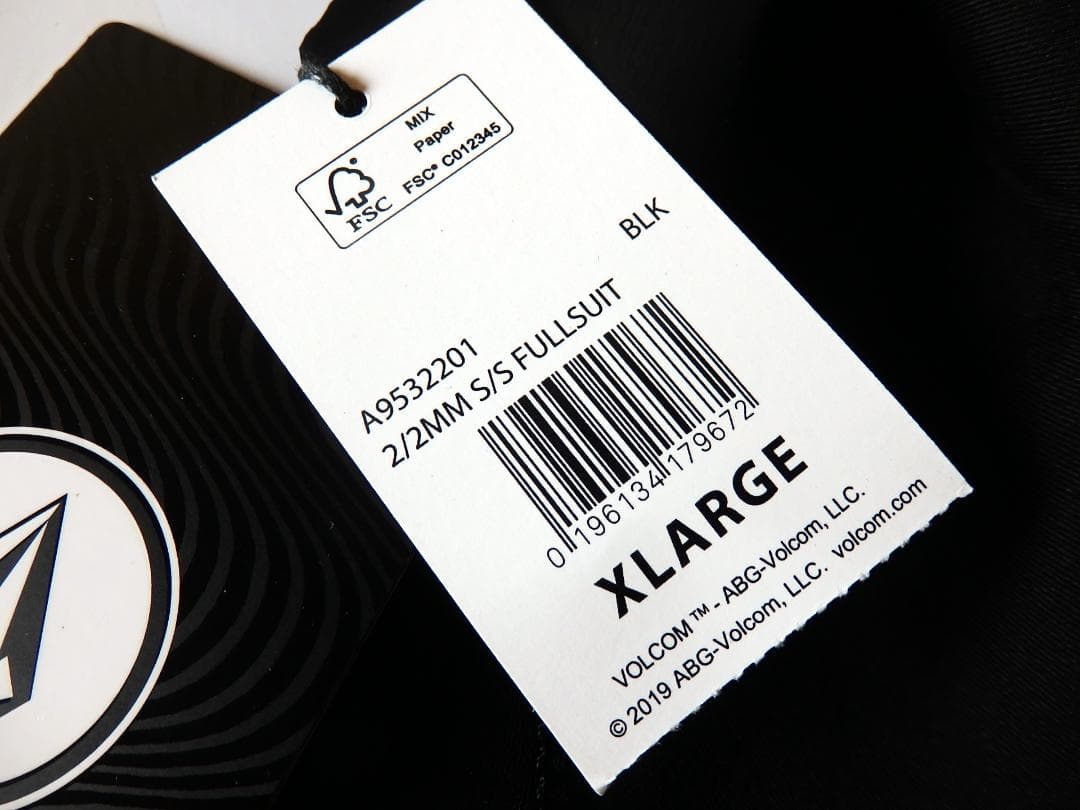 MIX
Paper
FSC® C012345
FSC
BLK
A9532201
2/2MM S/S FULLSUIT
0 196134 179672
XLARGE
VOLCOM™ - ABG-Volcom, LLC.
© 2019 ABG-Volcom, LLC. volcom.com